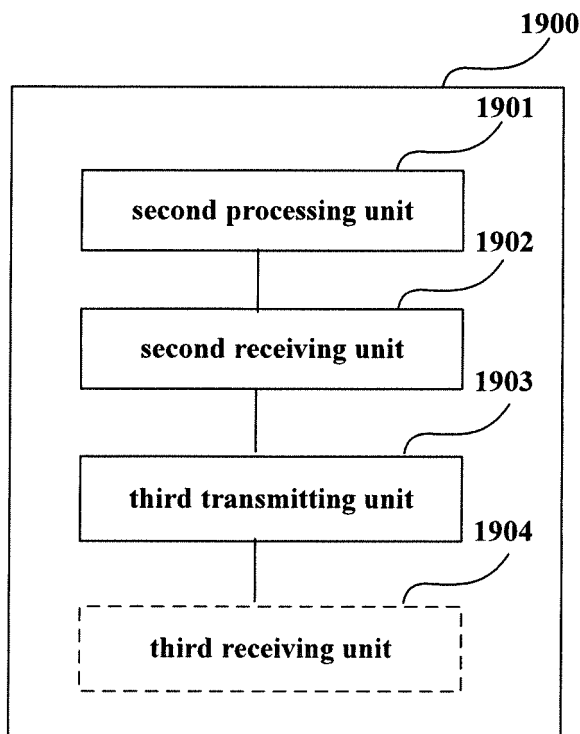 1900
1901
second processing unit
1902
second receiving unit
1903
third transmitting unit
1904
third receiving unit